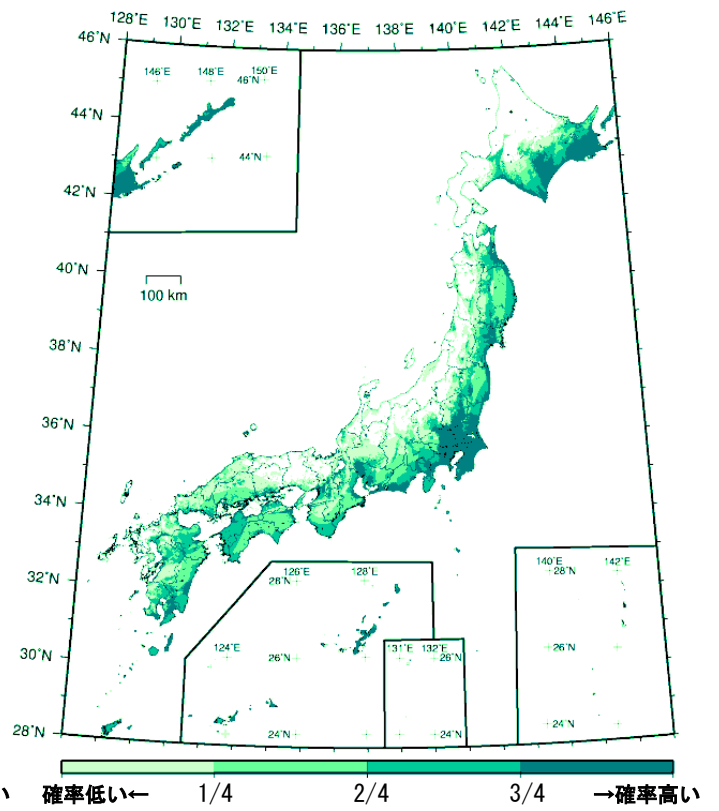 128°E 130°E 132°E 134°E 136°E 138°E 140°E 142°E 144°E 146°E
46°N
146°E 148°E 150°E
46°N
44°N
44°N
42°N
40°N
100 km
38°N
36°N
34°N
32°N
126°E 128°E
28°N
140°E 142°E
28°N
124°E
131°E 132°E
30°N
26°N
26°N
26°N
28°N
24°N
24°N
24°N
い 確率低い← 1/4 2/4 3/4 →確率高い